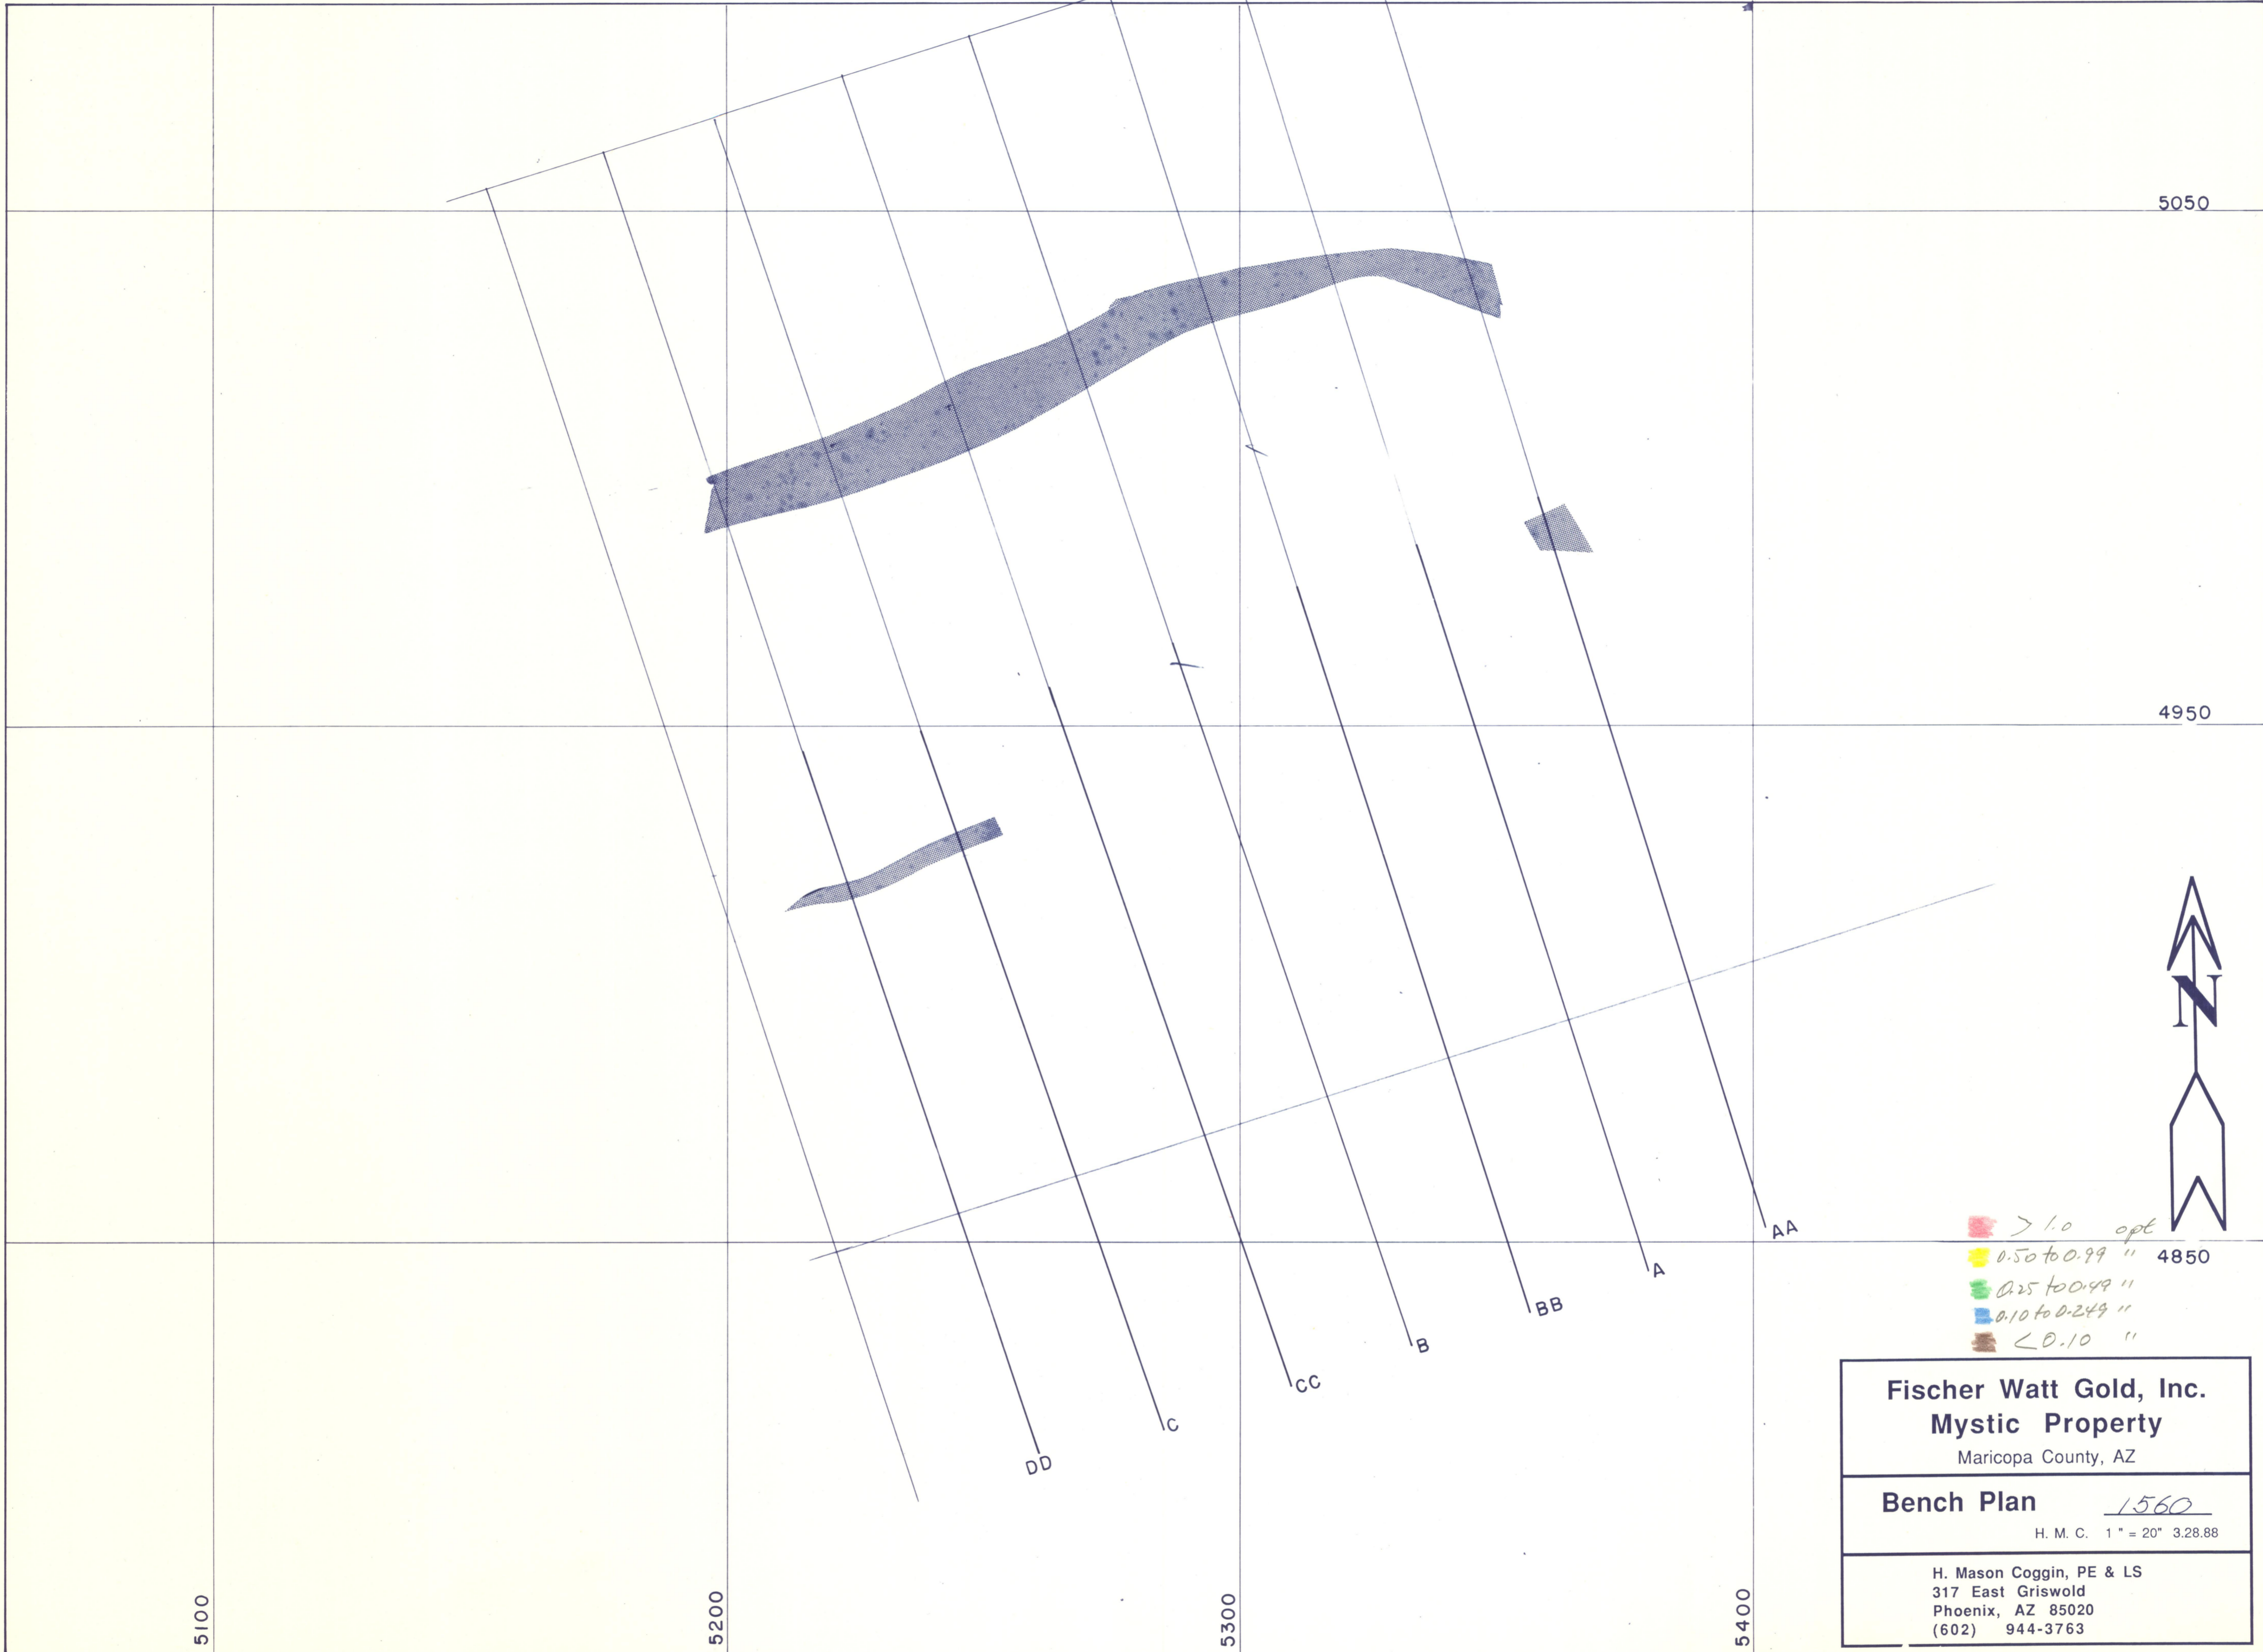 5050
4950
AA
A
BB
B
CC
C
DD
N
> 1.0 opt
0.50 to 0.99 "
4850
0.25 to 0.49 "
0.10 to 0.249 "
< 0.10 "
Fischer Watt Gold, Inc.
Mystic Property
Maricopa County, AZ
Bench Plan 1560
H. M. C. 1 " = 20" 3.28.88
H. Mason Coggin, PE & LS
317 East Griswold
Phoenix, AZ 85020
(602) 944-3763
5100
5200
5300
5400